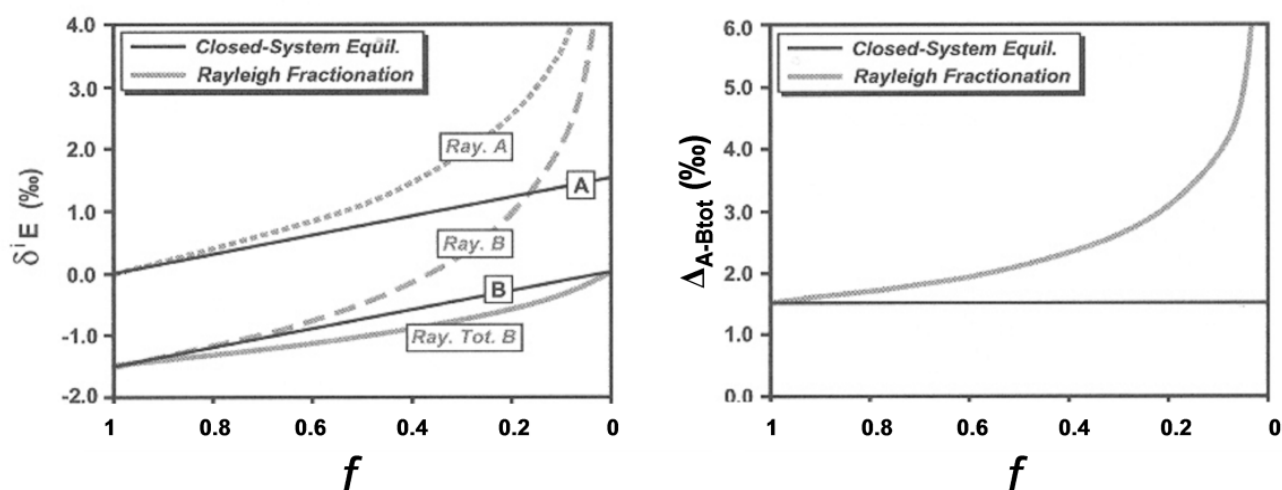 4.0
3.0
2.0
1.0
0.0
-1.0
-2.0
δⁱE (‰)
Closed-System Equil.
Rayleigh Fractionation
Ray. A
A
Ray. B
B
Ray. Tot. B
1 0.8 0.6 0.4 0.2 0
f
6.0
5.0
4.0
3.0
2.0
1.0
0.0
ΔA-Btot (‰)
Closed-System Equil.
Rayleigh Fractionation
1 0.8 0.6 0.4 0.2 0
f